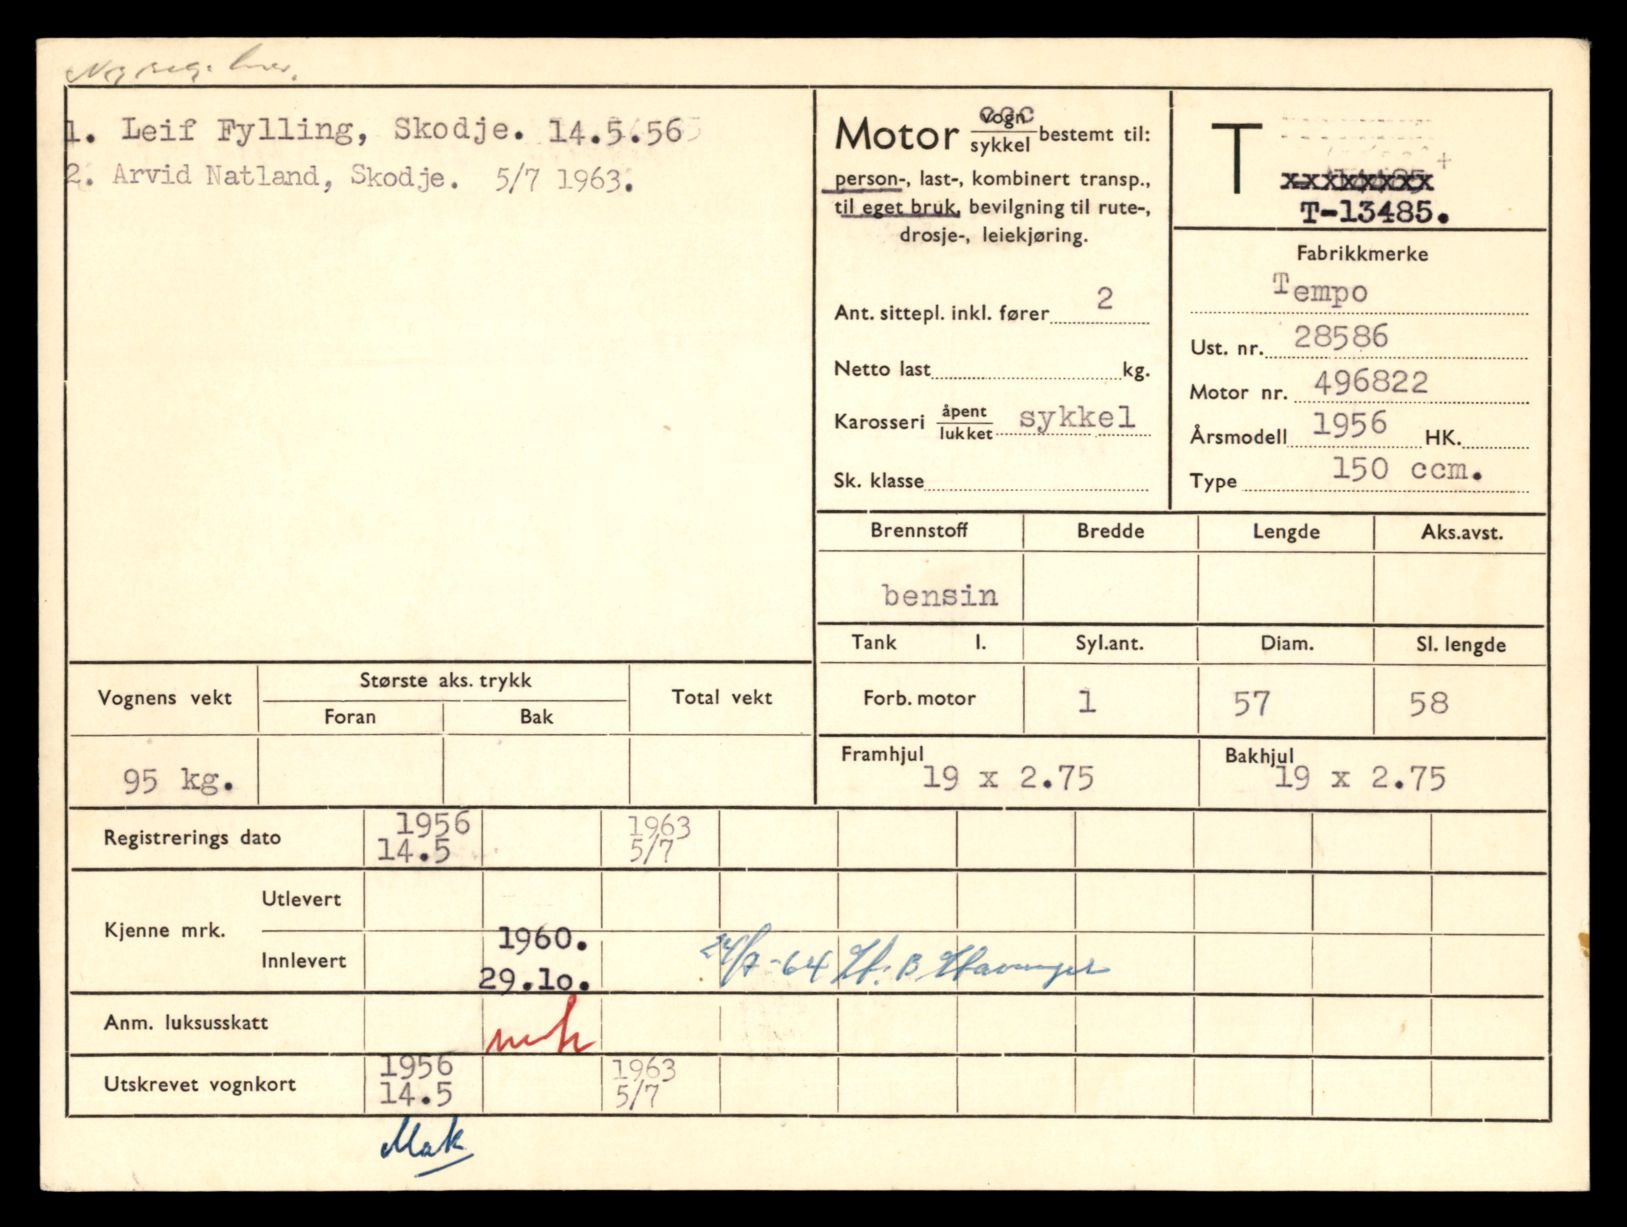 1. Leif Fylling, Skodje. 14.5.56
2. Arvid Natland, Skodje. 5/7 1963.
Motor vogn/sykkel bestemt til:
person-, last-, kombinert transp.,
til eget bruk, bevilgning til rute-,
drosje-, leiekjøring.
Ant. sittepl. inkl. fører 2
Netto last kg.
Karosseri åpent/lukket sykkel
Sk. klasse
T
xxxxxxxx
T-13485.
Fabrikkmerke
Tempo
Ust. nr. 28586
Motor nr. 496822
Årsmodell 1956 HK.
Type 150 ccm.
Brennstoff Bredde Lengde Aks.avst.
bensin
Tank l. Syl.ant. Diam. Sl. lengde
Forb. motor 1 57 58
Framhjul Bakhjul
19 x 2.75 19 x 2.75
Vognens vekt Største aks. trykk Total vekt
Foran Bak
95 kg.
Registrerings dato 1956 14.5 1963 5/7
Kjenne mrk. Utlevert
Innlevert 1960. 29.10. 24/7-64
Anm. luksusskatt
Utskrevet vognkort 1956 14.5 1963 5/7
Mak